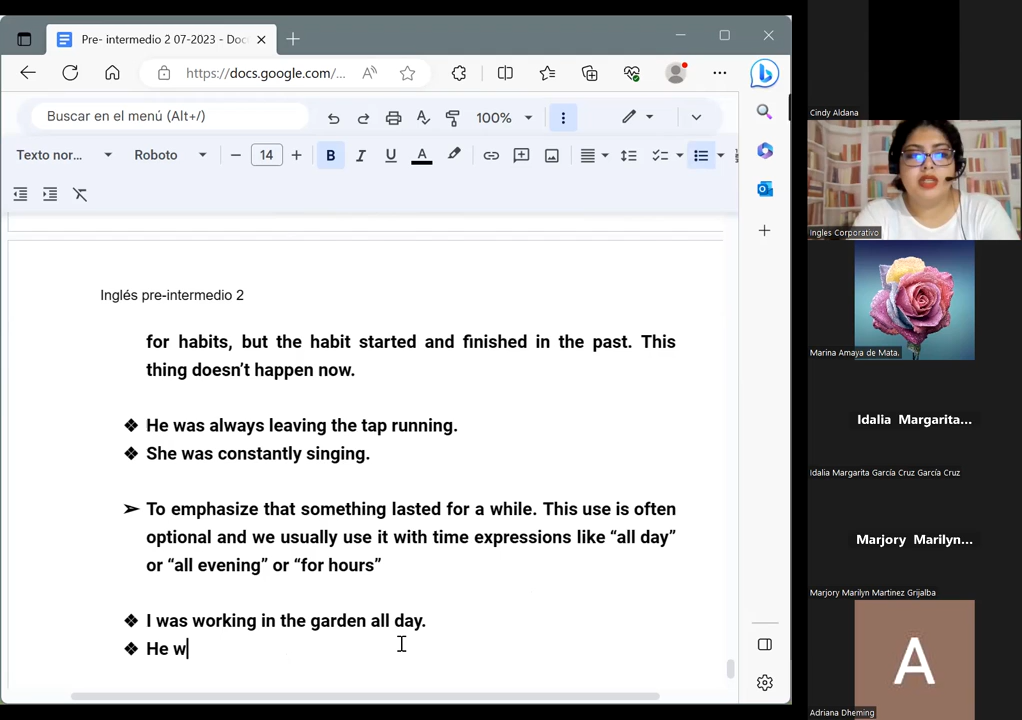 Pre- intermedio 2 07-2023 - Doc
https://docs.google.com/...
Buscar en el menú (Alt+/)
100%
Texto nor...
Roboto
14
Inglés pre-intermedio 2
for habits, but the habit started and finished in the past. This
thing doesn't happen now.
❖ He was always leaving the tap running.
❖ She was constantly singing.
➢ To emphasize that something lasted for a while. This use is often
optional and we usually use it with time expressions like “all day”
or “all evening” or “for hours”
❖ I was working in the garden all day.
❖ He w
Cindy Aldana
Ingles Corporativo
Marina Amaya de Mata.
Idalia Margarita...
Idalia Margarita García Cruz García Cruz
Marjory Marilyn...
Marjory Marilyn Martinez Grijalba
A
Adriana Dheming